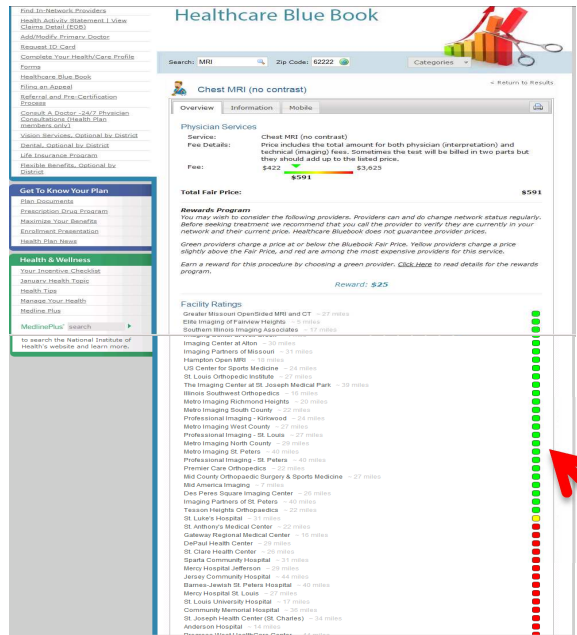 Find In-Network Providers
Health Activity Statement | View
Claims Detail (EOB)
Add/Modify Primary Doctor
Request ID Card
Complete Your Health/Care Profile
Forms
Healthcare Blue Book
Filing an Appeal
Referral and Pre-Certification
Process
Consult A Doctor -24/7 Physician
Consultations (Health Plan
members only)
Vision Services, Optional by District
Dental, Optional by District
Life Insurance Program
Flexible Benefits, Optional by
District
Get To Know Your Plan
Plan Documents
Prescription Drug Program
Maximize Your Benefits
Enrollment Presentation
Health Plan News
Health & Wellness
Your Incentive Checklist
January Health Topic
Health Tips
Manage Your Health
Medline Plus
MedlinePlus search
to search the National Institute of
Health's website and learn more.
Healthcare Blue Book
Search: MRI Zip Code: 62222 Categories
< Return to Results
Chest MRI (no contrast)
Overview Information Mobile
Physician Services
Service: Chest MRI (no contrast)
Fee Details: Price includes the total amount for both physician (interpretation) and
technical (imaging) fees. Sometimes the test will be billed in two parts but
they should add up to the listed price.
Fee: $422 $3,625
$591
Total Fair Price: $591
Rewards Program
You may wish to consider the following providers. Providers can and do change network status regularly.
Before seeking treatment we recommend that you call the provider to verify they are currently in your
network and their current price. Healthcare Bluebook does not guarantee provider prices.
Green providers charge a price at or below the Bluebook Fair Price. Yellow providers charge a price
slightly above the Fair Price, and red are among the most expensive providers for this service.
Earn a reward for this procedure by choosing a green provider. Click Here to read details for the rewards
program.
Reward: $25
Facility Ratings
Greater Missouri OpenSided MRI and CT ~ 27 miles
Elite Imaging of Fairview Heights ~ 5 miles
Southern Illinois Imaging Associates ~ 17 miles
Imaging Center at Alton ~ 30 miles
Imaging Partners of Missouri ~ 31 miles
Hampton Open MRI ~ 18 miles
US Center for Sports Medicine ~ 24 miles
St. Louis Orthopedic Institute ~ 27 miles
The Imaging Center at St. Joseph Medical Park ~ 39 miles
Illinois Southwest Orthopedics ~ 16 miles
Metro Imaging Richmond Heights ~ 20 miles
Metro Imaging South County ~ 22 miles
Professional Imaging - Kirkwood ~ 24 miles
Metro Imaging West County ~ 27 miles
Professional Imaging - St. Louis ~ 27 miles
Metro Imaging North County ~ 29 miles
Metro Imaging St. Peters ~ 40 miles
Professional Imaging - St. Peters ~ 40 miles
Premier Care Orthopedics ~ 22 miles
Mid County Orthopaedic Surgery & Sports Medicine ~ 27 miles
Mid America Imaging ~ 7 miles
Des Peres Square Imaging Center ~ 26 miles
Imaging Partners of St. Peters ~ 40 miles
Tesson Heights Orthopaedics ~ 22 miles
St. Luke's Hospital ~ 31 miles
St. Anthony's Medical Center ~ 22 miles
Gateway Regional Medical Center ~ 16 miles
DePaul Health Center ~ 29 miles
St. Clare Health Center ~ 26 miles
Sparta Community Hospital ~ 31 miles
Mercy Hospital Jefferson ~ 29 miles
Jersey Community Hospital ~ 44 miles
Barnes-Jewish St. Peters Hospital ~ 40 miles
Mercy Hospital St. Louis ~ 27 miles
St. Louis University Hospital ~ 17 miles
Community Memorial Hospital ~ 36 miles
St. Joseph Health Center (St. Charles) ~ 34 miles
Anderson Hospital ~ 14 miles